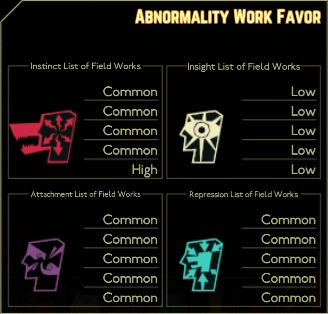 Abnormality Work Favor
Instinct List of Field Works
Common
Common
Common
Common
High
Insight List of Field Works
Low
Low
Low
Low
Low
Attachment List of Field Works
Common
Common
Common
Common
Common
Repression List of Field Works
Common
Common
Common
Common
Common